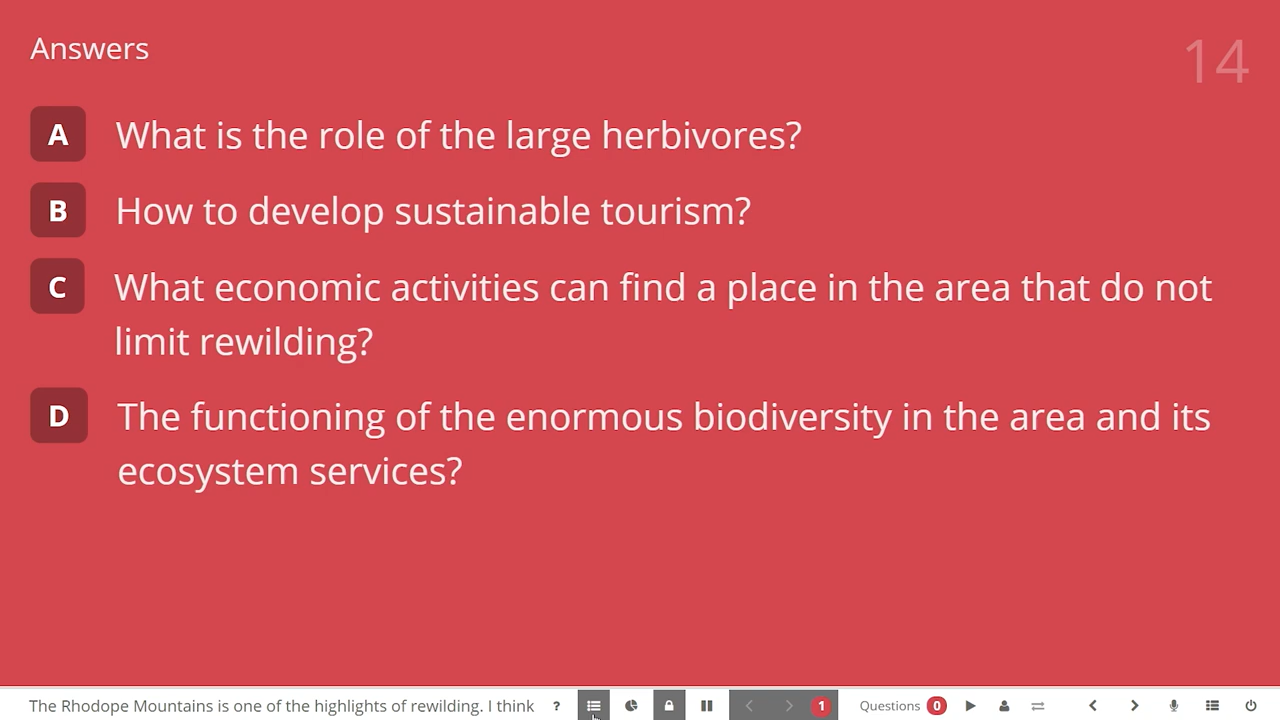 Answers
14
A What is the role of the large herbivores?
B How to develop sustainable tourism?
C What economic activities can find a place in the area that do not
limit rewilding?
D The functioning of the enormous biodiversity in the area and its
ecosystem services?
The Rhodope Mountains is one of the highlights of rewilding. I think ? 1 Questions 0